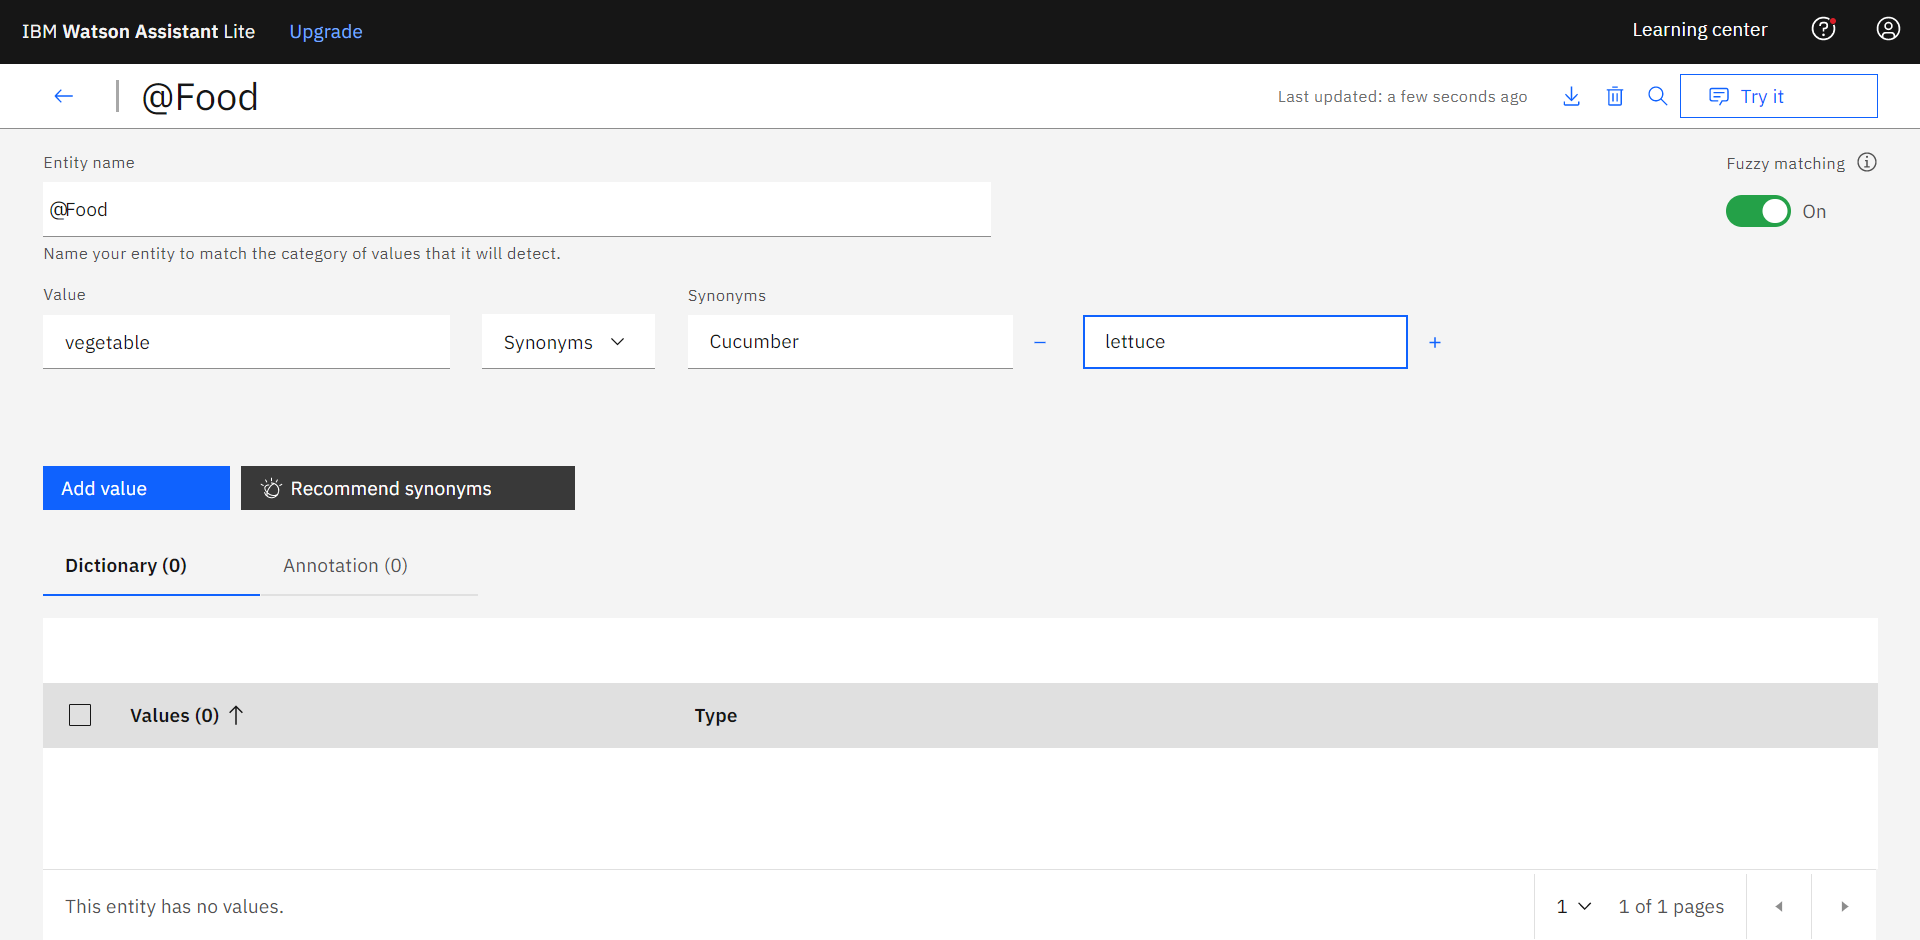 IBM Watson Assistant Lite Upgrade Learning center
@Food Last updated: a few seconds ago Try it
Entity name Fuzzy matching
@Food On
Name your entity to match the category of values that it will detect.
Value Synonyms
vegetable Synonyms Cucumber lettuce
Add value Recommend synonyms
Dictionary (0) Annotation (0)
Values (0) Type
This entity has no values. 1 1 of 1 pages